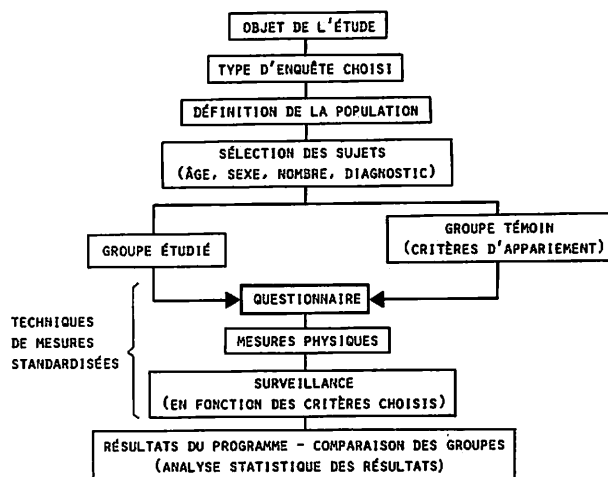 OBJET DE L'ÉTUDE
TYPE D'ENQUÊTE CHOISI
DÉFINITION DE LA POPULATION
SÉLECTION DES SUJETS
(ÂGE, SEXE, NOMBRE, DIAGNOSTIC)
GROUPE ÉTUDIÉ
GROUPE TÉMOIN
(CRITÈRES D'APPARIEMENT)
QUESTIONNAIRE
TECHNIQUES
DE MESURES
STANDARDISÉES
MESURES PHYSIQUES
SURVEILLANCE
(EN FONCTION DES CRITÈRES CHOISIS)
RÉSULTATS DU PROGRAMME - COMPARAISON DES GROUPES
(ANALYSE STATISTIQUE DES RÉSULTATS)